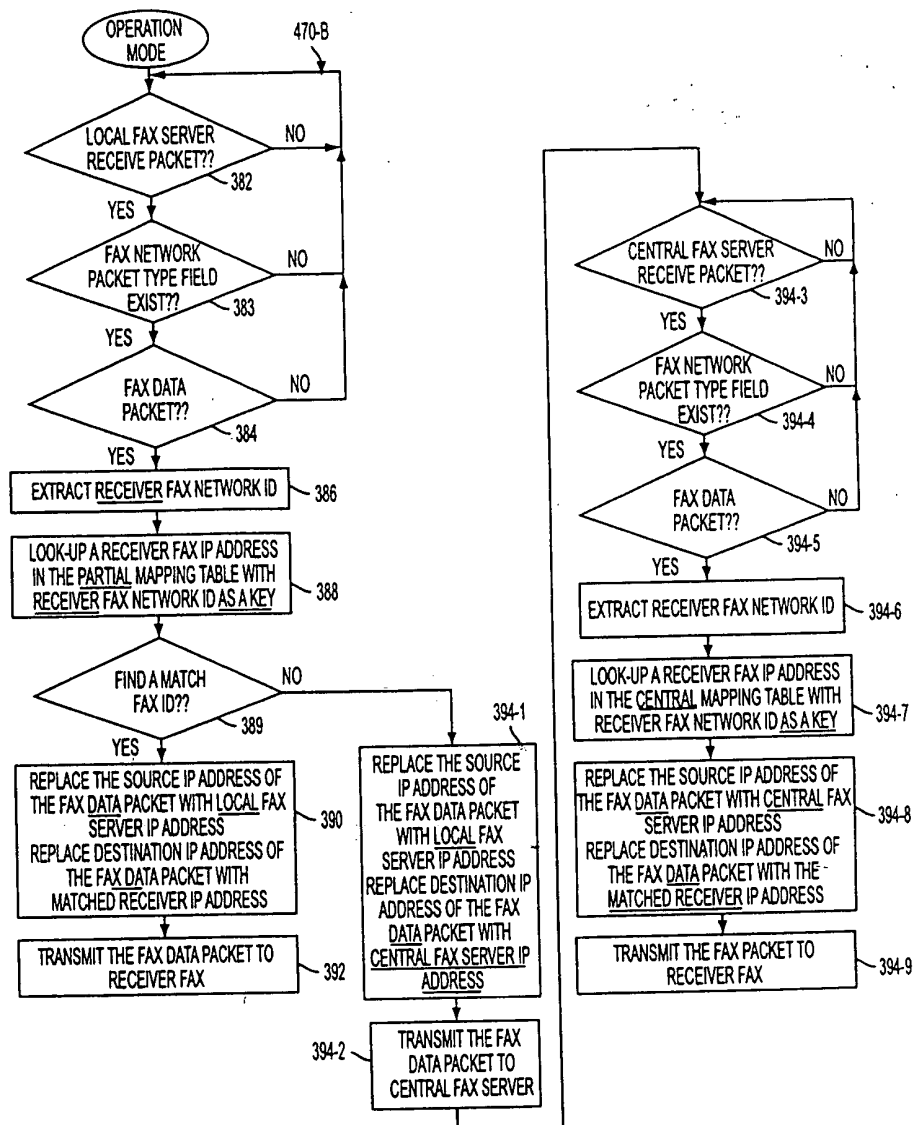 OPERATION
MODE
470-B
LOCAL FAX SERVER
RECEIVE PACKET??
NO
382
YES
FAX NETWORK
PACKET TYPE FIELD
EXIST??
NO
383
YES
FAX DATA
PACKET??
NO
384
YES
EXTRACT RECEIVER FAX NETWORK ID
386
LOOK-UP A RECEIVER FAX IP ADDRESS
IN THE PARTIAL MAPPING TABLE WITH
RECEIVER FAX NETWORK ID AS A KEY
388
FIND A MATCH
FAX ID??
NO
389
YES
REPLACE THE SOURCE IP ADDRESS OF
THE FAX DATA PACKET WITH LOCAL FAX
SERVER IP ADDRESS
REPLACE DESTINATION IP ADDRESS OF
THE FAX DATA PACKET WITH
MATCHED RECEIVER IP ADDRESS
390
TRANSMIT THE FAX DATA PACKET TO
RECEIVER FAX
392
394-1
REPLACE THE SOURCE
IP ADDRESS OF
THE FAX DATA PACKET
WITH LOCAL FAX
SERVER IP ADDRESS
REPLACE DESTINATION IP
ADDRESS OF THE FAX
DATA PACKET WITH
CENTRAL FAX SERVER IP
ADDRESS
394-2
TRANSMIT THE FAX
DATA PACKET TO
CENTRAL FAX SERVER
CENTRAL FAX SERVER
RECEIVE PACKET??
NO
394-3
YES
FAX NETWORK
PACKET TYPE FIELD
EXIST??
NO
394-4
YES
FAX DATA
PACKET??
NO
394-5
YES
EXTRACT RECEIVER FAX NETWORK ID
394-6
LOOK-UP A RECEIVER FAX IP ADDRESS
IN THE CENTRAL MAPPING TABLE WITH
RECEIVER FAX NETWORK ID AS A KEY
394-7
REPLACE THE SOURCE IP ADDRESS OF
THE FAX DATA PACKET WITH CENTRAL FAX
SERVER IP ADDRESS
REPLACE DESTINATION IP ADDRESS OF
THE FAX DATA PACKET WITH THE
MATCHED RECEIVER IP ADDRESS
394-8
TRANSMIT THE FAX PACKET TO
RECEIVER FAX
394-9